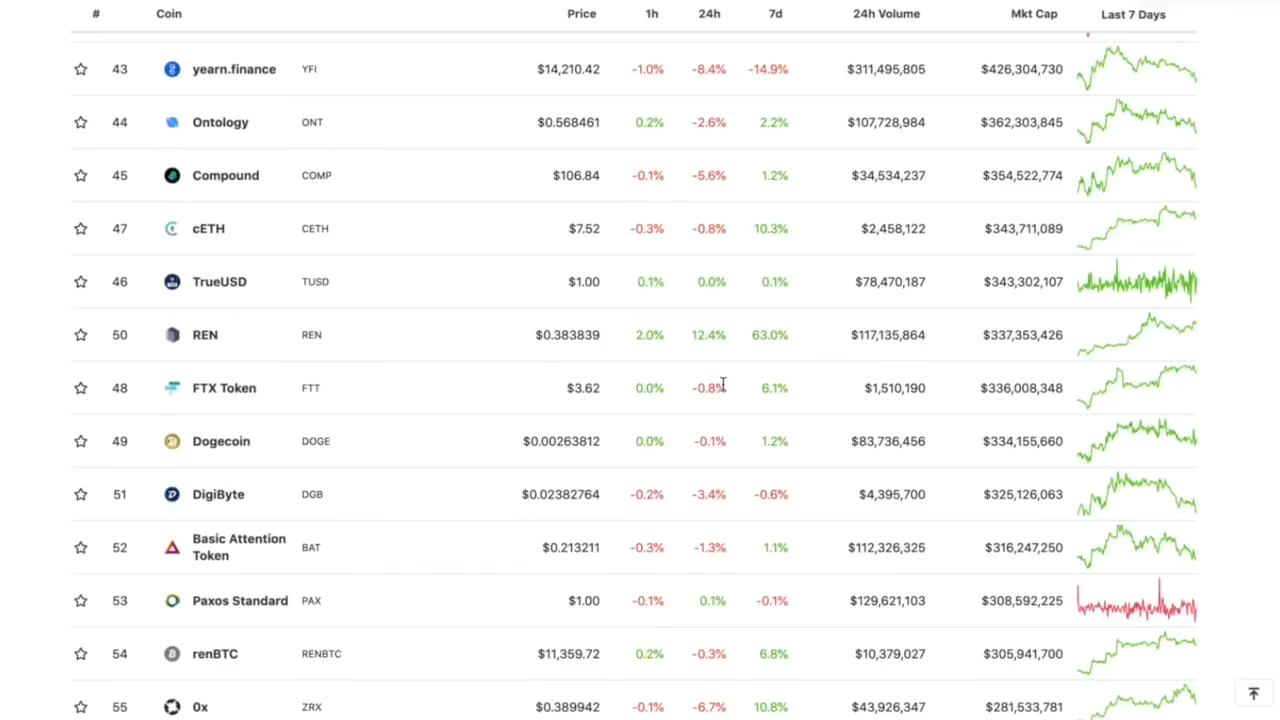 # Coin Price 1h 24h 7d 24h Volume Mkt Cap Last 7 Days
43 yearn.finance YFI $14,210.42 -1.0% -8.4% -14.9% $311,495,805 $426,304,730
44 Ontology ONT $0.568461 0.2% -2.6% 2.2% $107,728,984 $362,303,845
45 Compound COMP $106.84 -0.1% -5.6% 1.2% $34,534,237 $354,522,774
47 cETH CETH $7.52 -0.3% -0.8% 10.3% $2,458,122 $343,711,089
46 TrueUSD TUSD $1.00 0.1% 0.0% 0.1% $78,470,187 $343,302,107
50 REN REN $0.383839 2.0% 12.4% 63.0% $117,135,864 $337,353,426
48 FTX Token FTT $3.62 0.0% -0.8% 6.1% $1,510,190 $336,008,348
49 Dogecoin DOGE $0.00263812 0.0% -0.1% 1.2% $83,736,456 $334,155,660
51 DigiByte DGB $0.02382764 -0.2% -3.4% -0.6% $4,395,700 $325,126,063
52 Basic Attention
Token BAT $0.213211 -0.3% -1.3% 1.1% $112,326,325 $316,247,250
53 Paxos Standard PAX $1.00 -0.1% 0.1% -0.1% $129,621,103 $308,592,225
54 renBTC RENBTC $11,359.72 0.2% -0.3% 6.8% $10,379,027 $305,941,700
55 0x ZRX $0.389942 -0.1% -6.7% 10.8% $43,926,347 $281,533,781